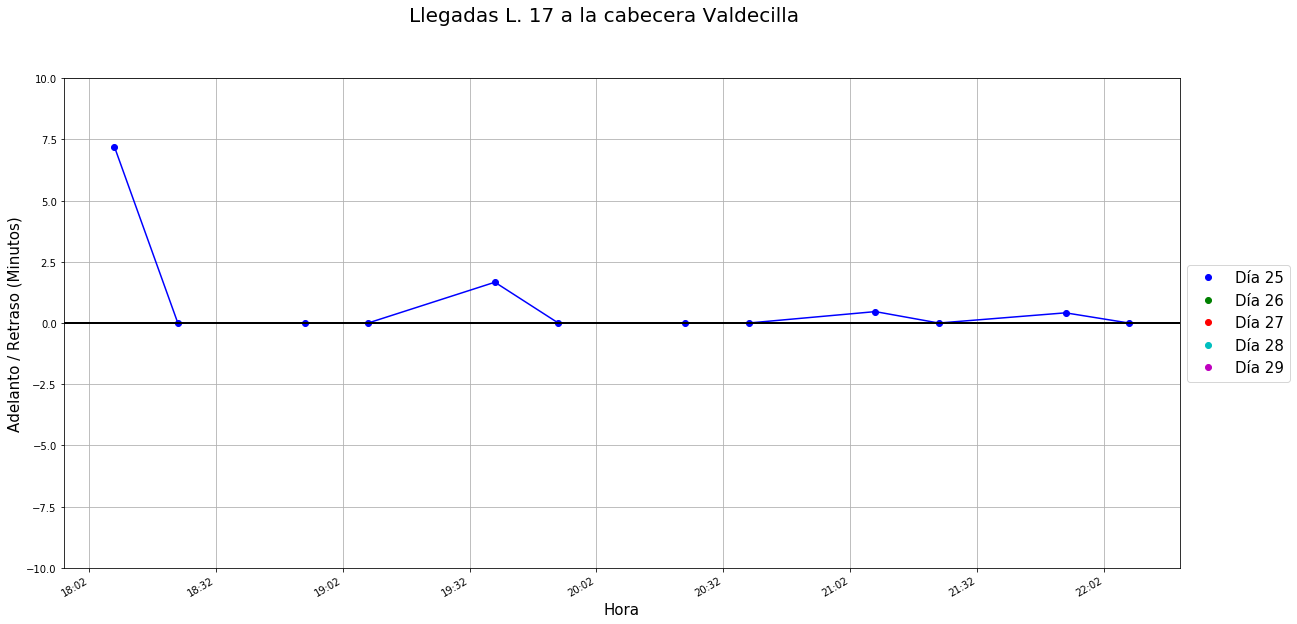 Llegadas L. 17 a la cabecera Valdecilla
Adelanto / Retraso (Minutos)
10.0
7.5
5.0
2.5
0.0
−2.5
−5.0
−7.5
−10.0
18:02
18:32
19:02
19:32
20:02
20:32
21:02
21:32
22:02
Hora
Día 25
Día 26
Día 27
Día 28
Día 29